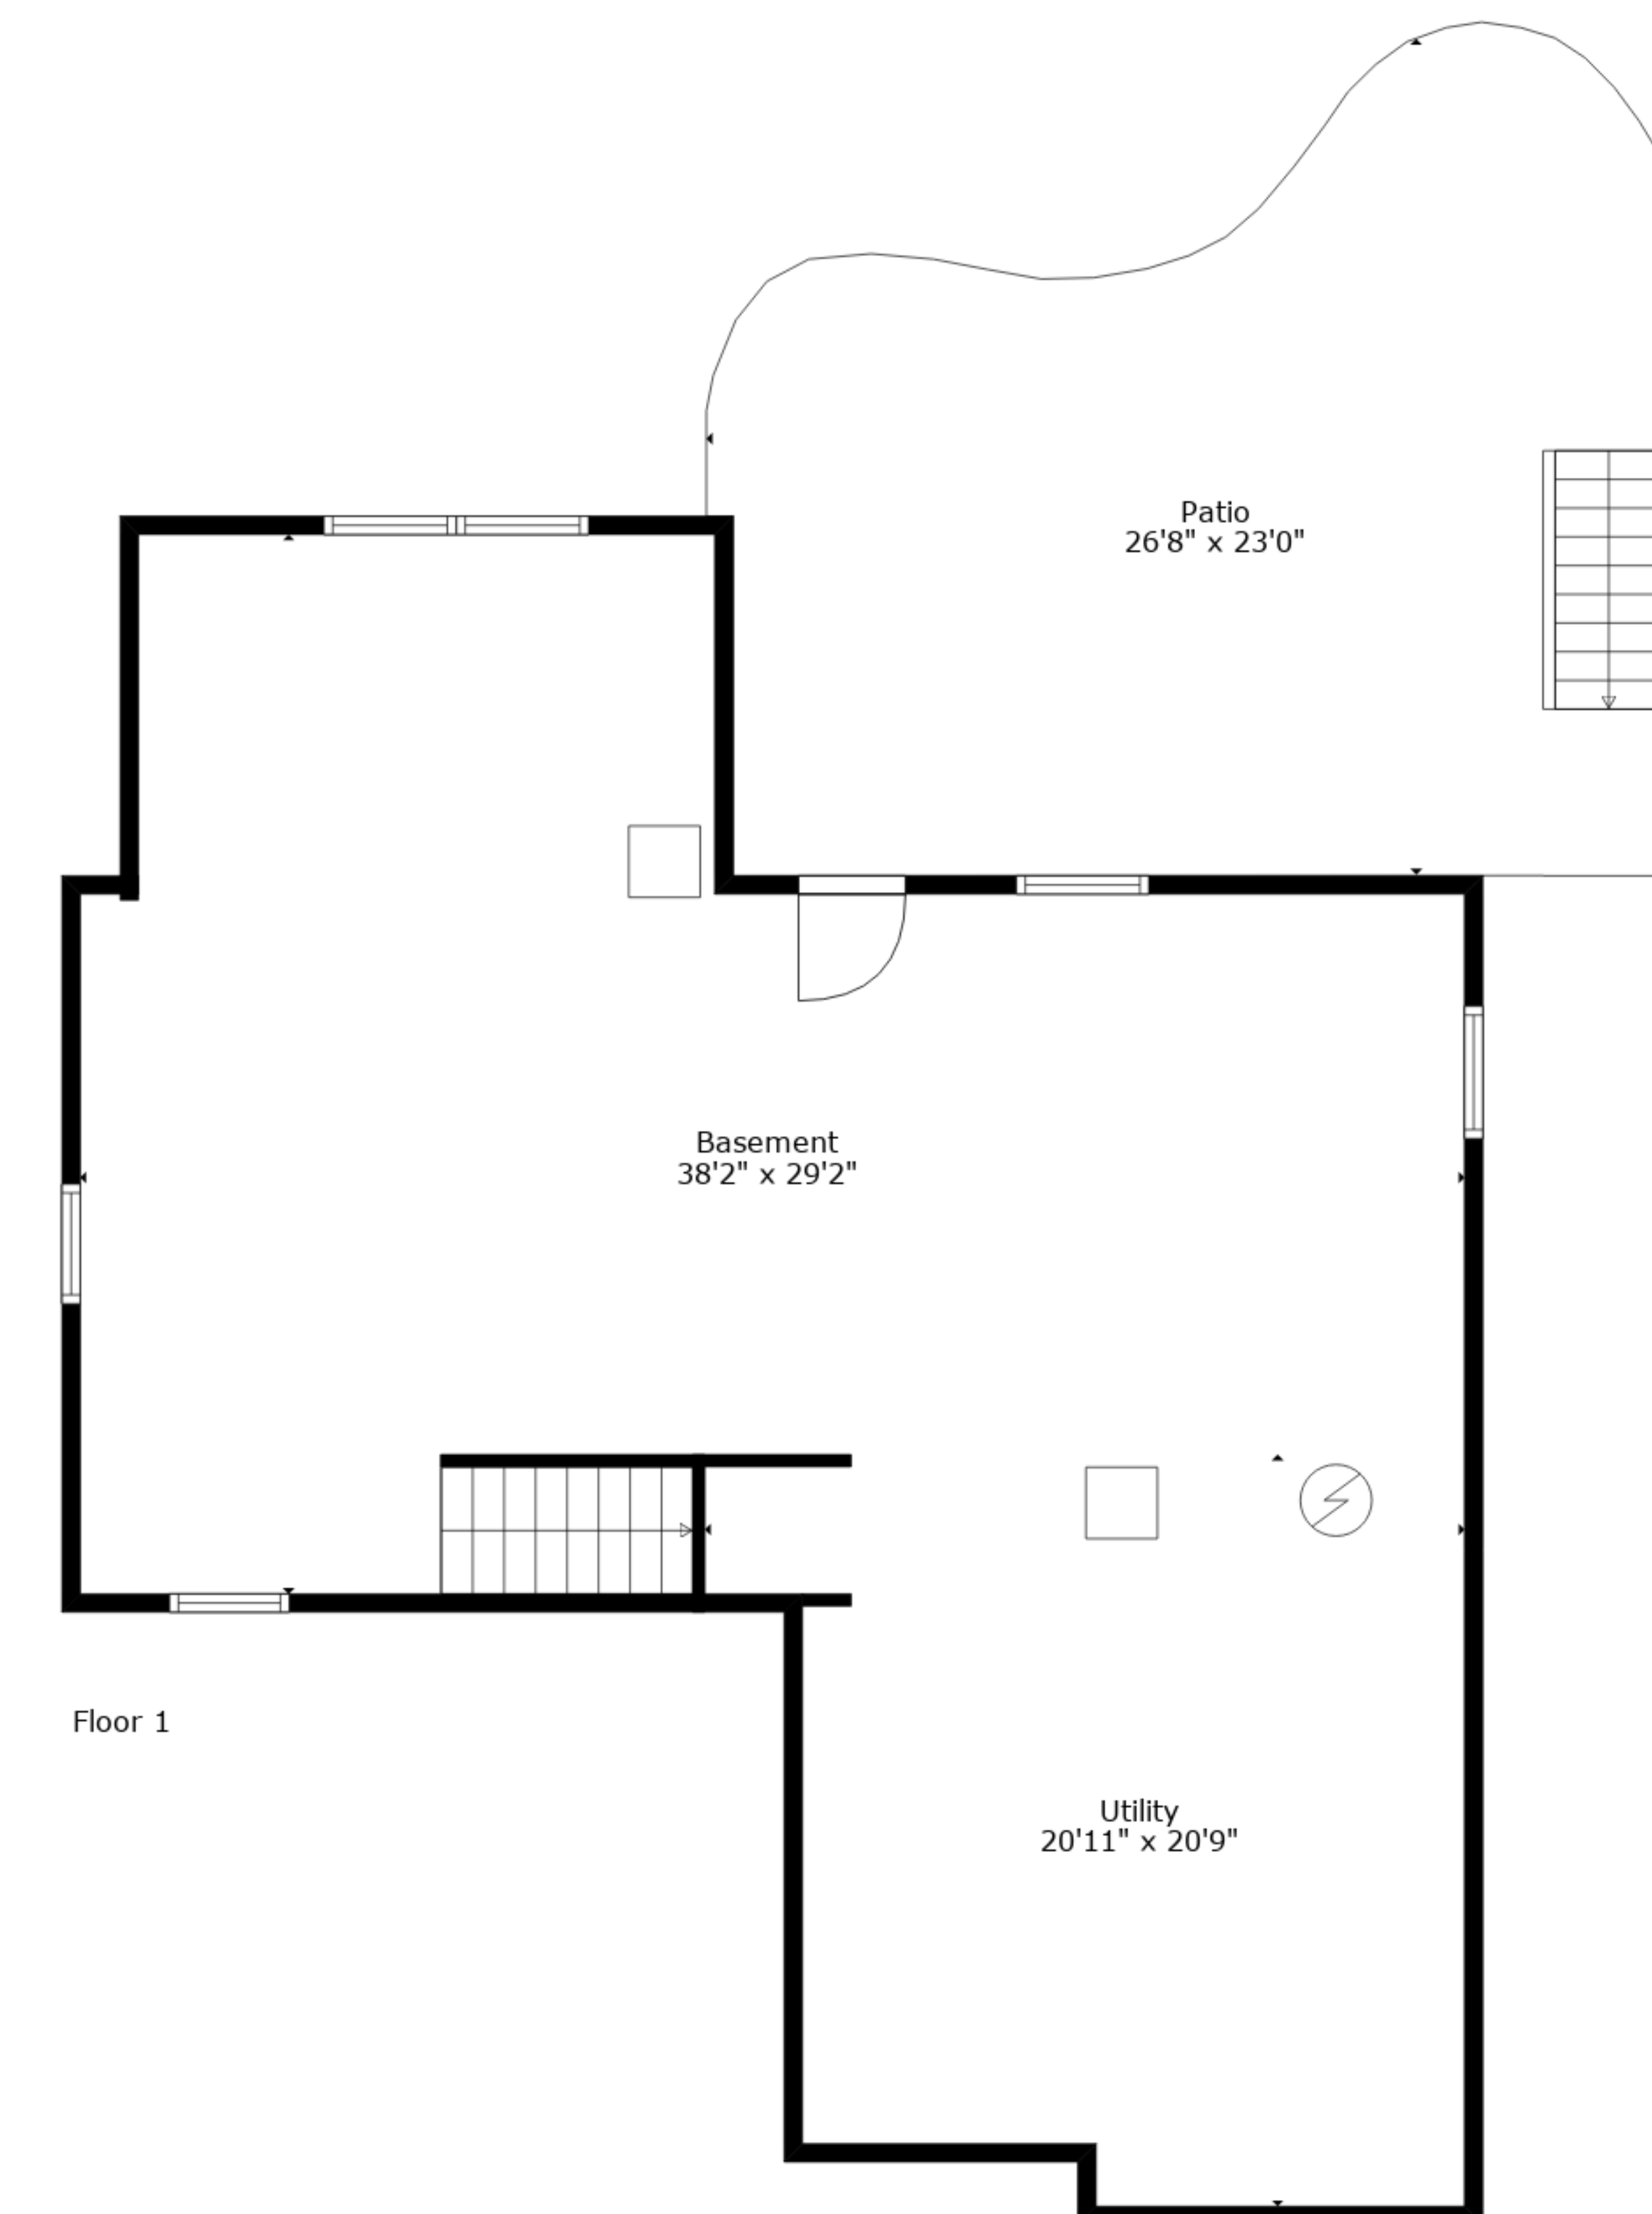 Patio
26'8" x 23'0"
Basement
38'2" x 29'2"
Floor 1
Utility
20'11" x 20'9"